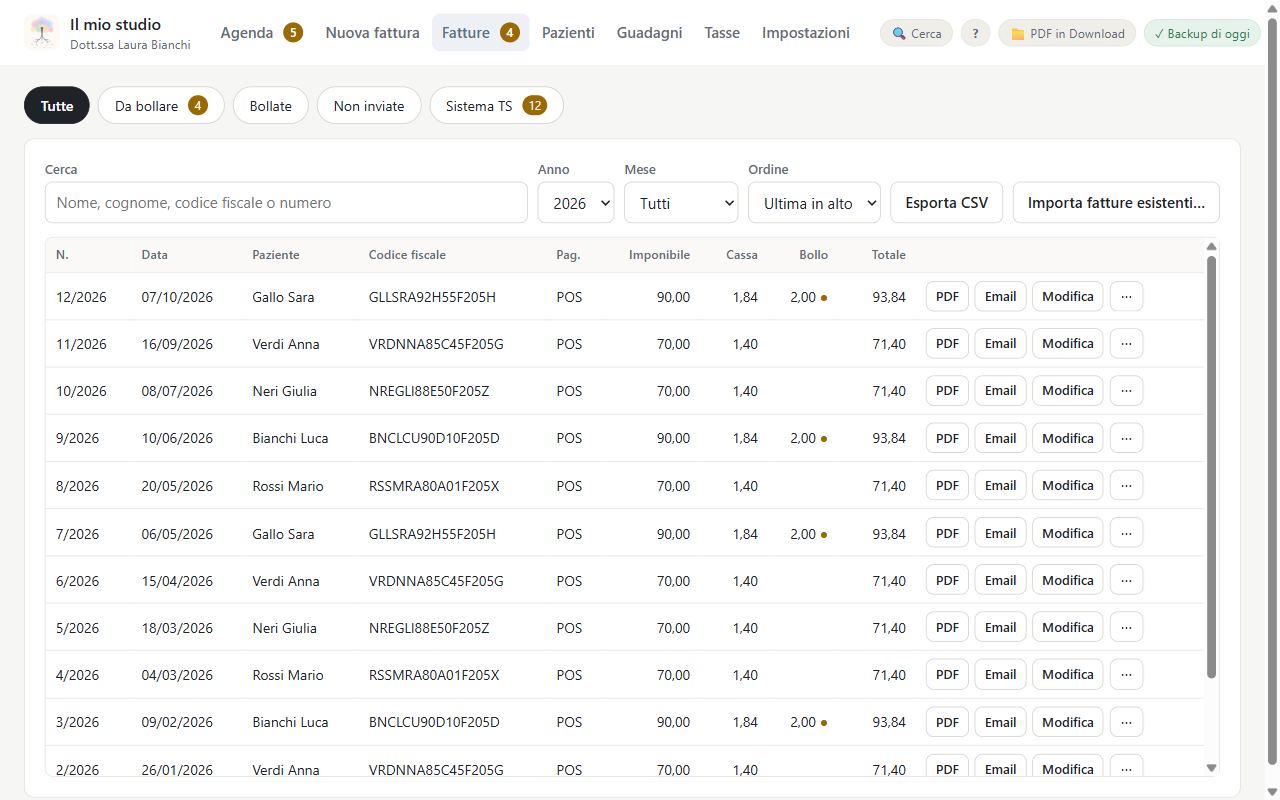 Il mio studio
Dott.ssa Laura Bianchi
Agenda 5 Nuova fattura Fatture 4 Pazienti Guadagni Tasse Impostazioni
Cerca ? PDF in Download ✓ Backup di oggi
Tutte Da bollare 4 Bollate Non inviate Sistema TS 12
Cerca Anno Mese Ordine
Nome, cognome, codice fiscale o numero 2026 Tutti Ultima in alto Esporta CSV Importa fatture esistenti...
N. Data Paziente Codice fiscale Pag. Imponibile Cassa Bollo Totale
12/2026 07/10/2026 Gallo Sara GLLSRA92H55F205H POS 90,00 1,84 2,00 ● 93,84 PDF Email Modifica ...
11/2026 16/09/2026 Verdi Anna VRDNNA85C45F205G POS 70,00 1,40 71,40 PDF Email Modifica ...
10/2026 08/07/2026 Neri Giulia NREGLI88E50F205Z POS 70,00 1,40 71,40 PDF Email Modifica ...
9/2026 10/06/2026 Bianchi Luca BNCLCU90D10F205D POS 90,00 1,84 2,00 ● 93,84 PDF Email Modifica ...
8/2026 20/05/2026 Rossi Mario RSSMRA80A01F205X POS 70,00 1,40 71,40 PDF Email Modifica ...
7/2026 06/05/2026 Gallo Sara GLLSRA92H55F205H POS 90,00 1,84 2,00 ● 93,84 PDF Email Modifica ...
6/2026 15/04/2026 Verdi Anna VRDNNA85C45F205G POS 70,00 1,40 71,40 PDF Email Modifica ...
5/2026 18/03/2026 Neri Giulia NREGLI88E50F205Z POS 70,00 1,40 71,40 PDF Email Modifica ...
4/2026 04/03/2026 Rossi Mario RSSMRA80A01F205X POS 70,00 1,40 71,40 PDF Email Modifica ...
3/2026 09/02/2026 Bianchi Luca BNCLCU90D10F205D POS 90,00 1,84 2,00 ● 93,84 PDF Email Modifica ...
2/2026 26/01/2026 Verdi Anna VRDNNA85C45F205G POS 70,00 1,40 71,40 PDF Email Modifica ...